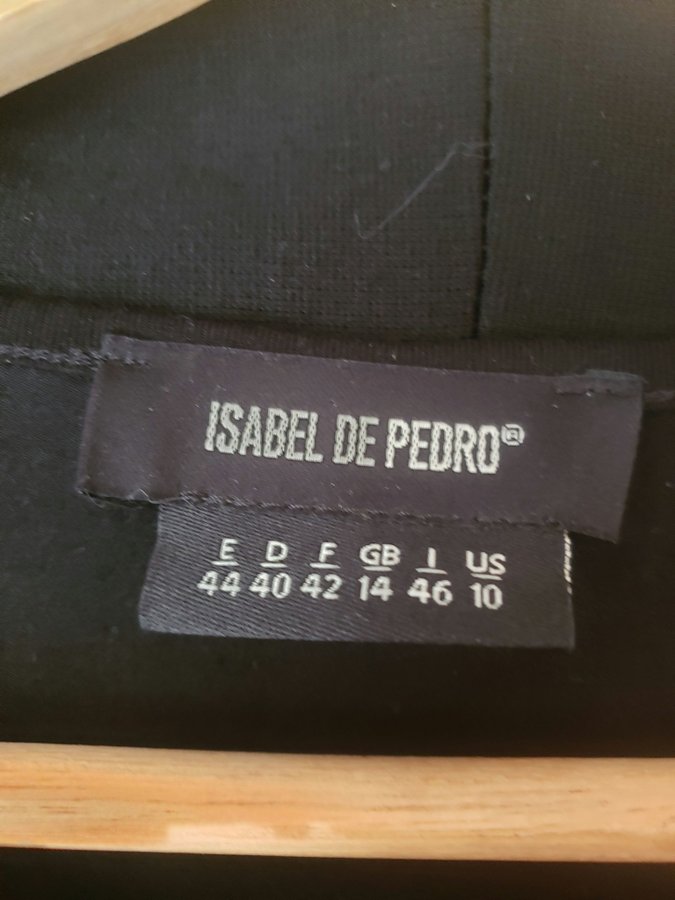 ISABEL DE PEDRO®
E D F GB I US
44 40 42 14 46 10